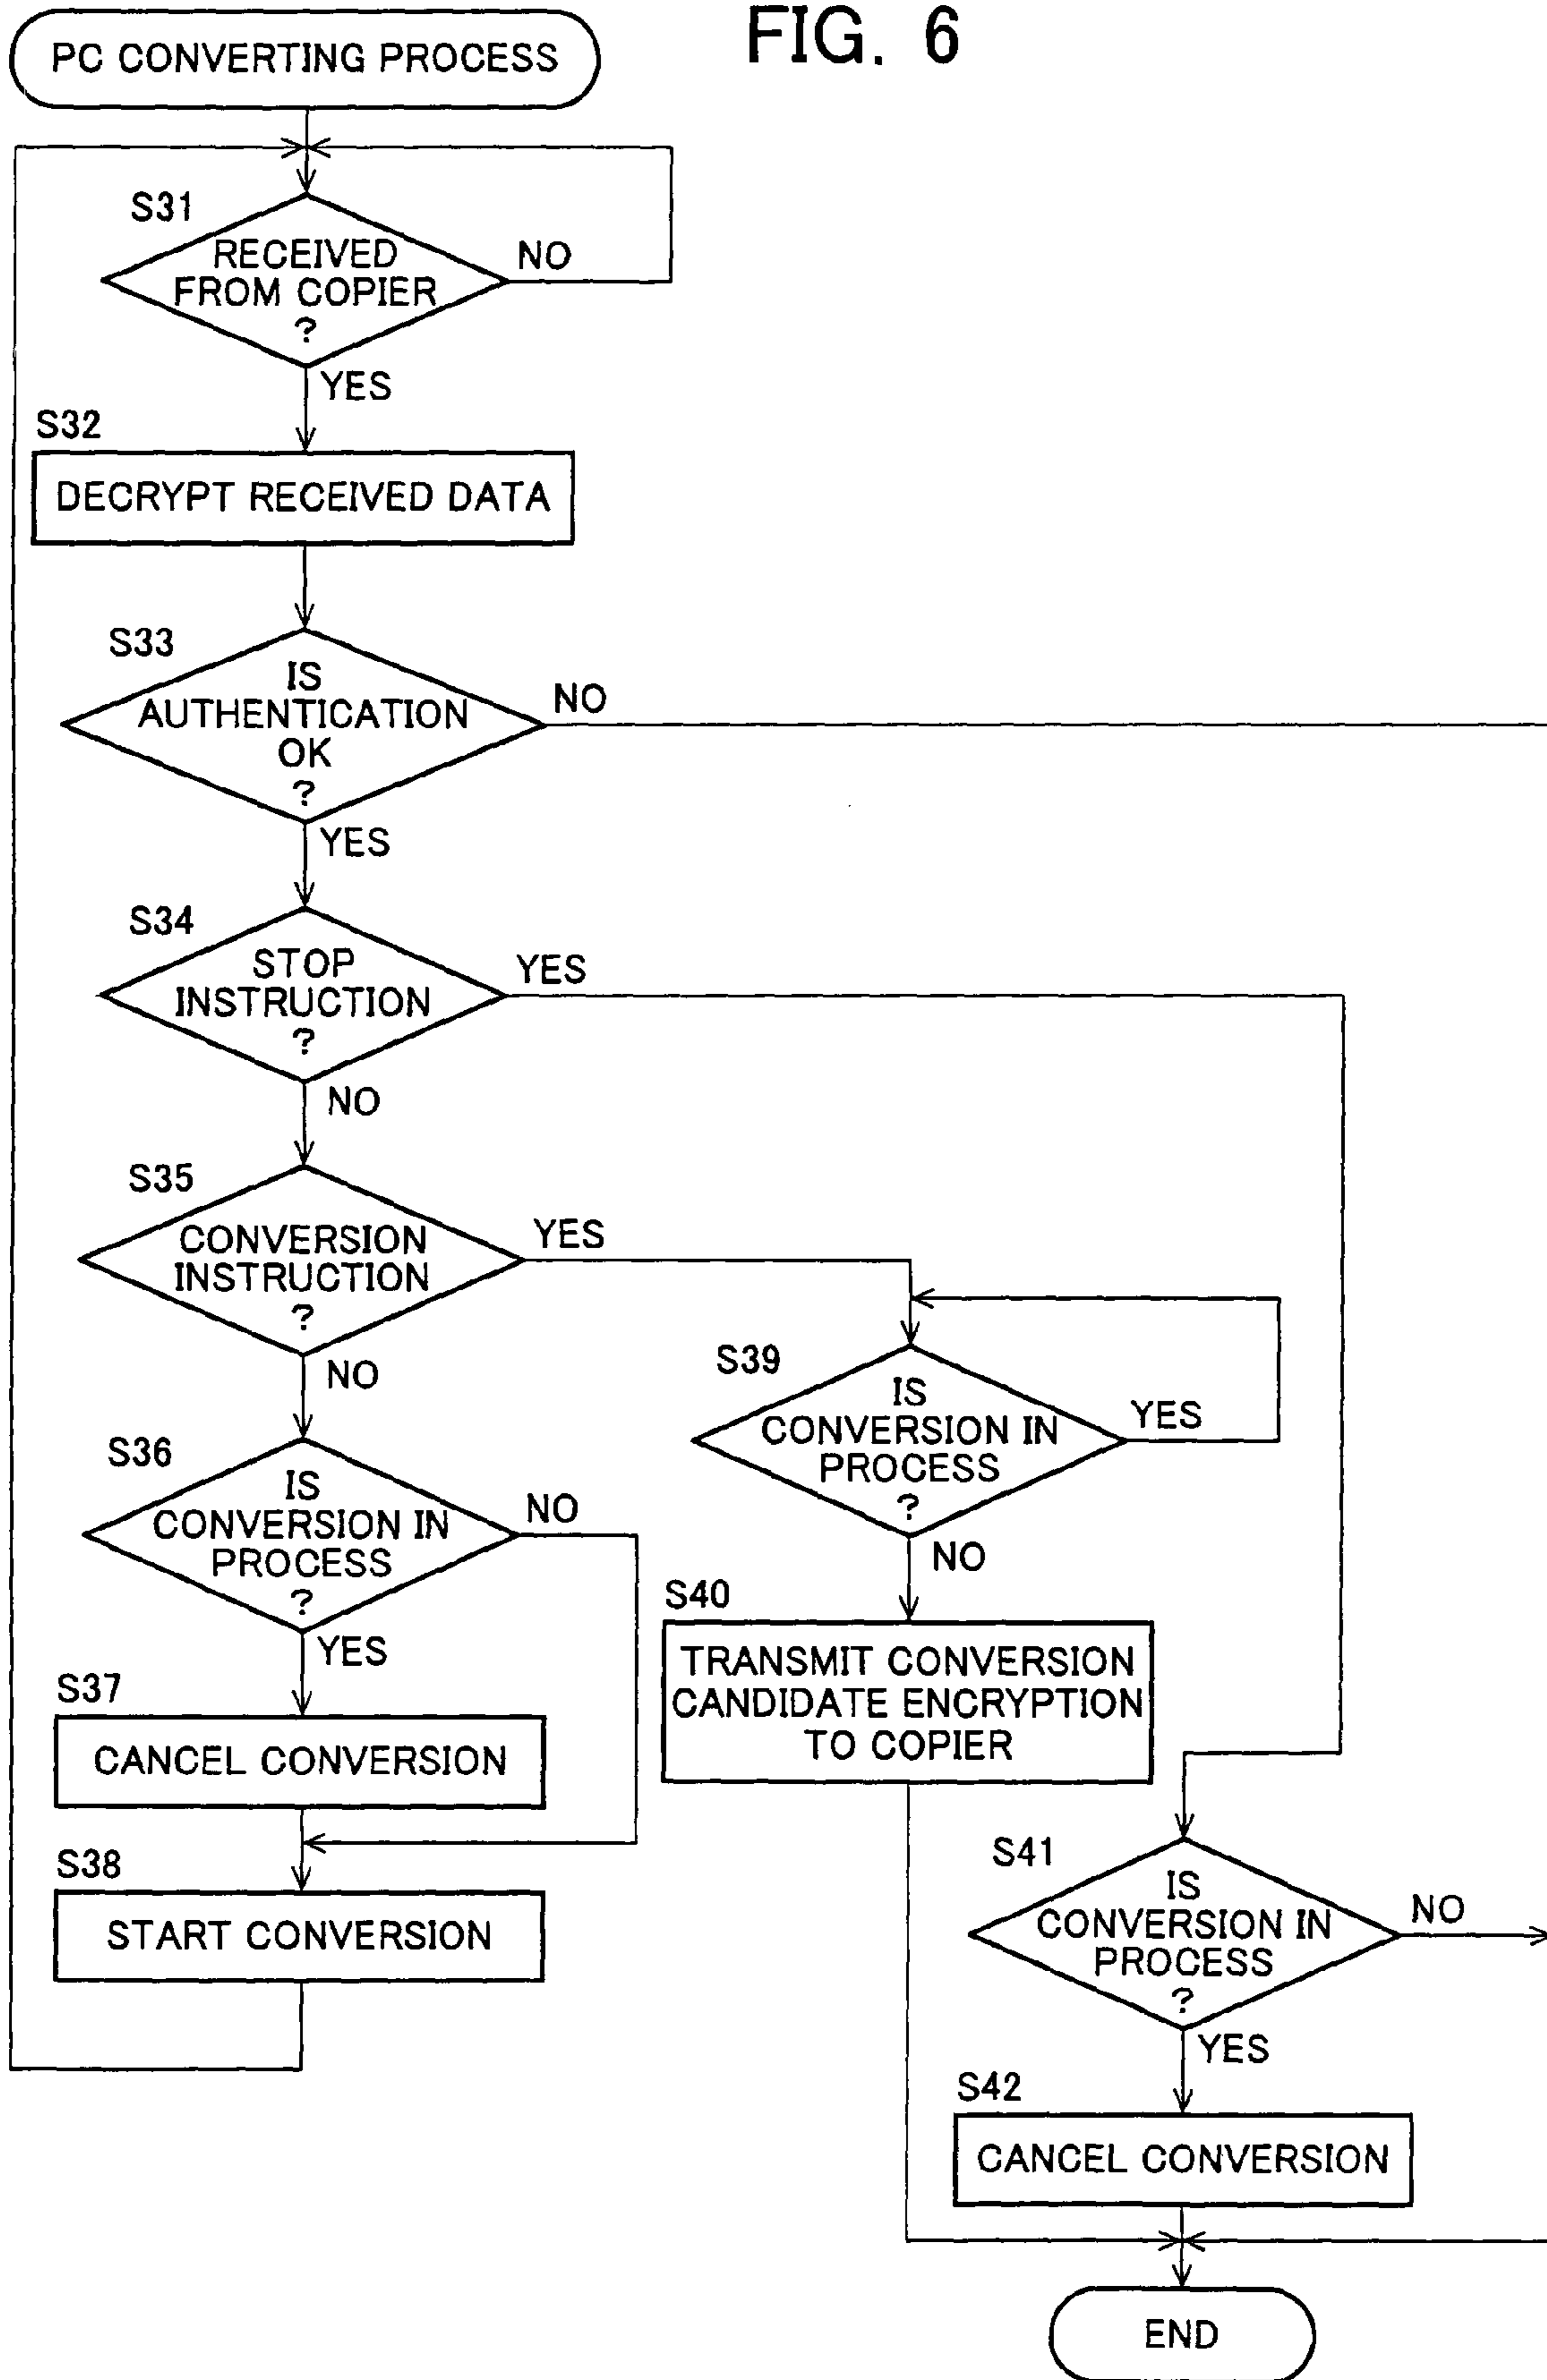 FIG. 6
PC CONVERTING PROCESS
S31
RECEIVED
FROM COPIER
?
NO
YES
S32
DECRYPT RECEIVED DATA
S33
IS
AUTHENTICATION
OK
?
NO
YES
S34
STOP
INSTRUCTION
?
YES
NO
S35
CONVERSION
INSTRUCTION
?
YES
NO
S36
IS
CONVERSION IN
PROCESS
?
NO
YES
S37
CANCEL CONVERSION
S38
START CONVERSION
S39
IS
CONVERSION IN
PROCESS
?
YES
NO
S40
TRANSMIT CONVERSION
CANDIDATE ENCRYPTION
TO COPIER
S41
IS
CONVERSION IN
PROCESS
?
NO
YES
S42
CANCEL CONVERSION
END